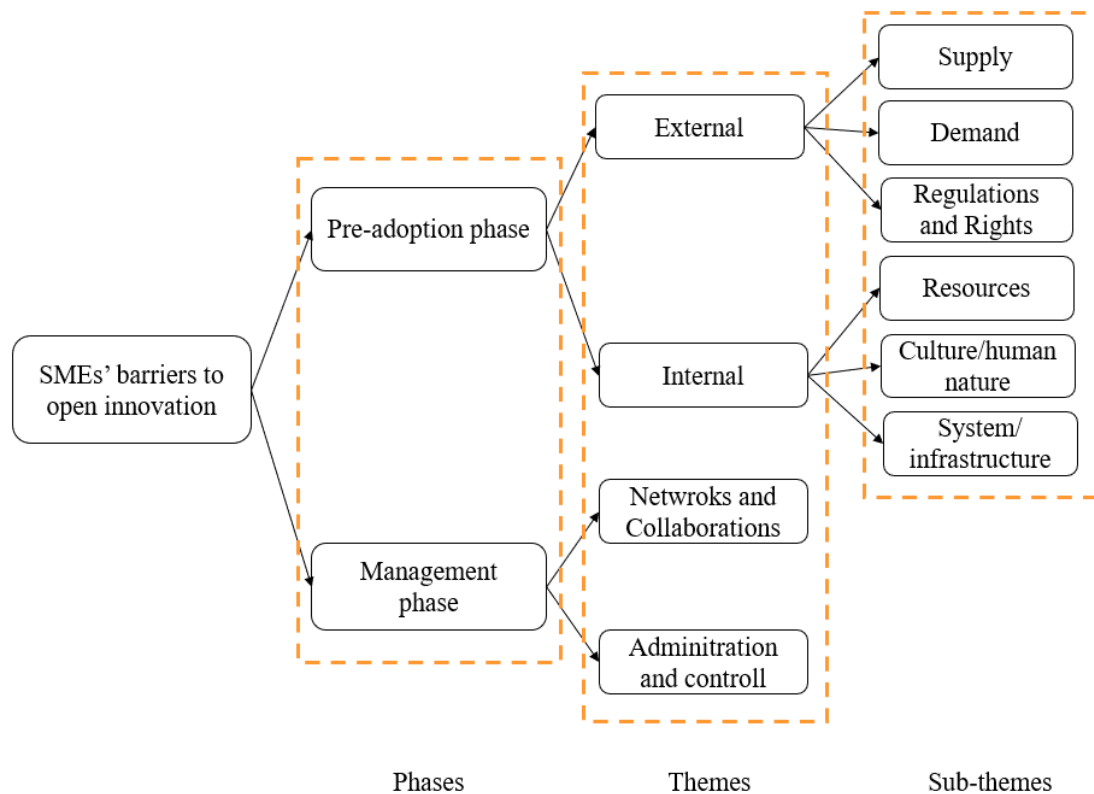 SMEs’ barriers to
open innovation
Pre-adoption phase
Management
phase
External
Internal
Netwroks and
Collaborations
Adminitration
and controll
Supply
Demand
Regulations
and Rights
Resources
Culture/human
nature
System/
infrastructure
Phases
Themes
Sub-themes